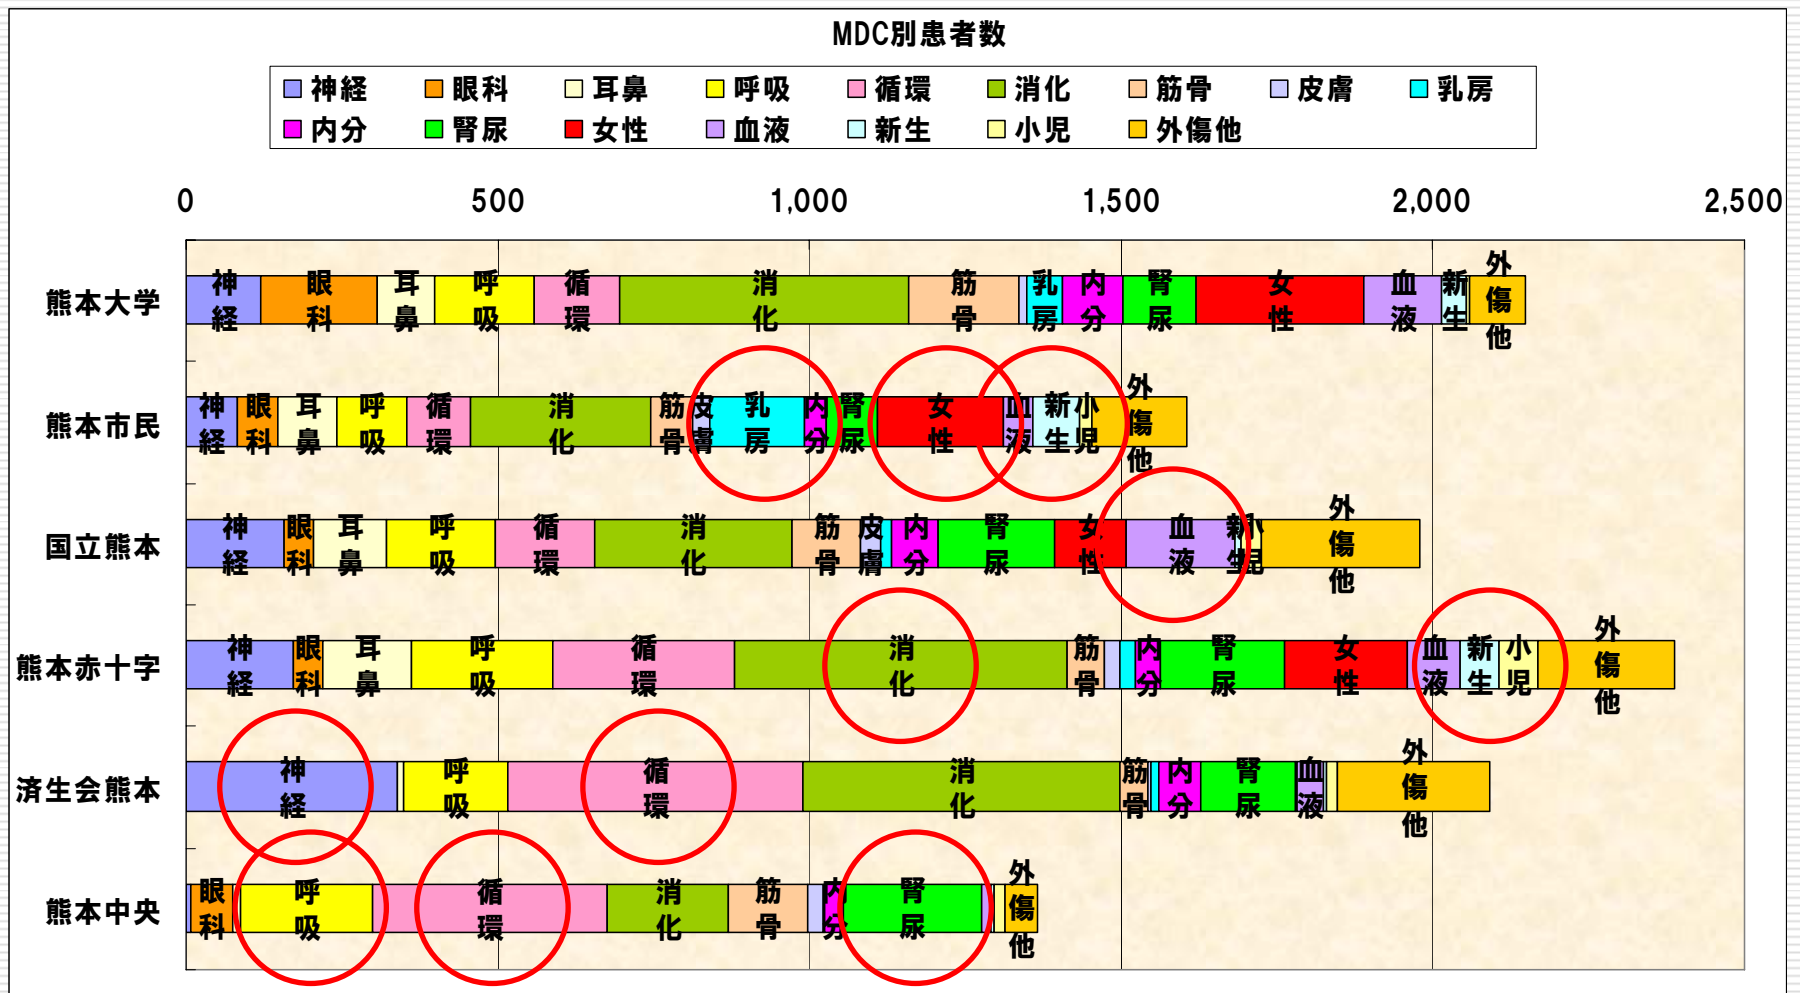 MDC別患者数
神経 眼科 耳鼻 呼吸 循環 消化 筋骨 皮膚 乳房
内分 腎尿 女性 血液 新生 小児 外傷他
0 500 1,000 1,500 2,000 2,500
熊本大学 神経 眼科 耳鼻 呼吸 循環 消化 筋骨 乳房 内分 腎尿 女性 血液 新生 外傷他
熊本市民 神経 眼科 耳鼻 呼吸 循環 消化 筋骨 皮膚 乳房 内分 腎尿 女性 血液 新生 小児 外傷他
国立熊本 神経 眼科 耳鼻 呼吸 循環 消化 筋骨 皮膚 内分 腎尿 女性 血液 新生 小児 外傷他
熊本赤十字 神経 眼科 耳鼻 呼吸 循環 消化 筋骨 内分 腎尿 女性 血液 新生 小児 外傷他
済生会熊本 神経 呼吸 循環 消化 筋骨 内分 腎尿 血液 外傷他
熊本中央 眼科 呼吸 循環 消化 筋骨 内分 腎尿 外傷他